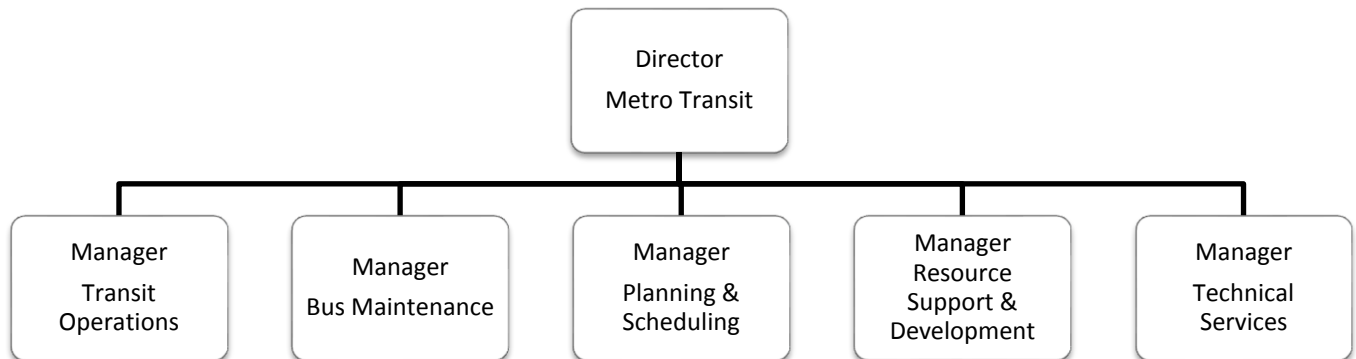 Director
Metro Transit
Manager
Transit
Operations
Manager
Bus Maintenance
Manager
Planning &
Scheduling
Manager
Resource
Support &
Development
Manager
Technical
Services